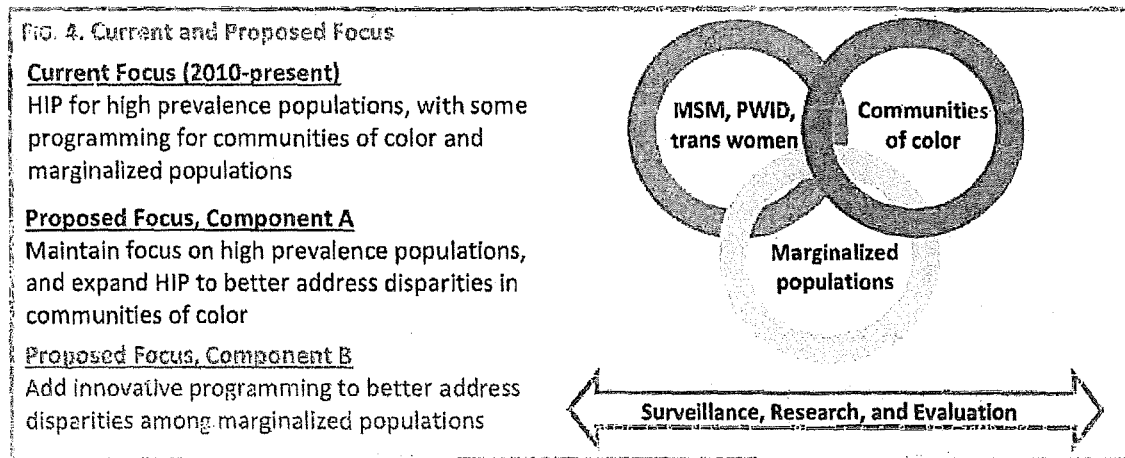 FIG. 4. Current and Proposed Focus
Current Focus (2010-present)
HIP for high prevalence populations, with some
programming for communities of color and
marginalized populations
Proposed Focus, Component A
Maintain focus on high prevalence populations,
and expand HIP to better address disparities in
communities of color
Proposed Focus, Component B
Add innovative programming to better address
disparities among marginalized populations
MSM, PWID,
trans women
Communities
of color
Marginalized
populations
Surveillance, Research, and Evaluation